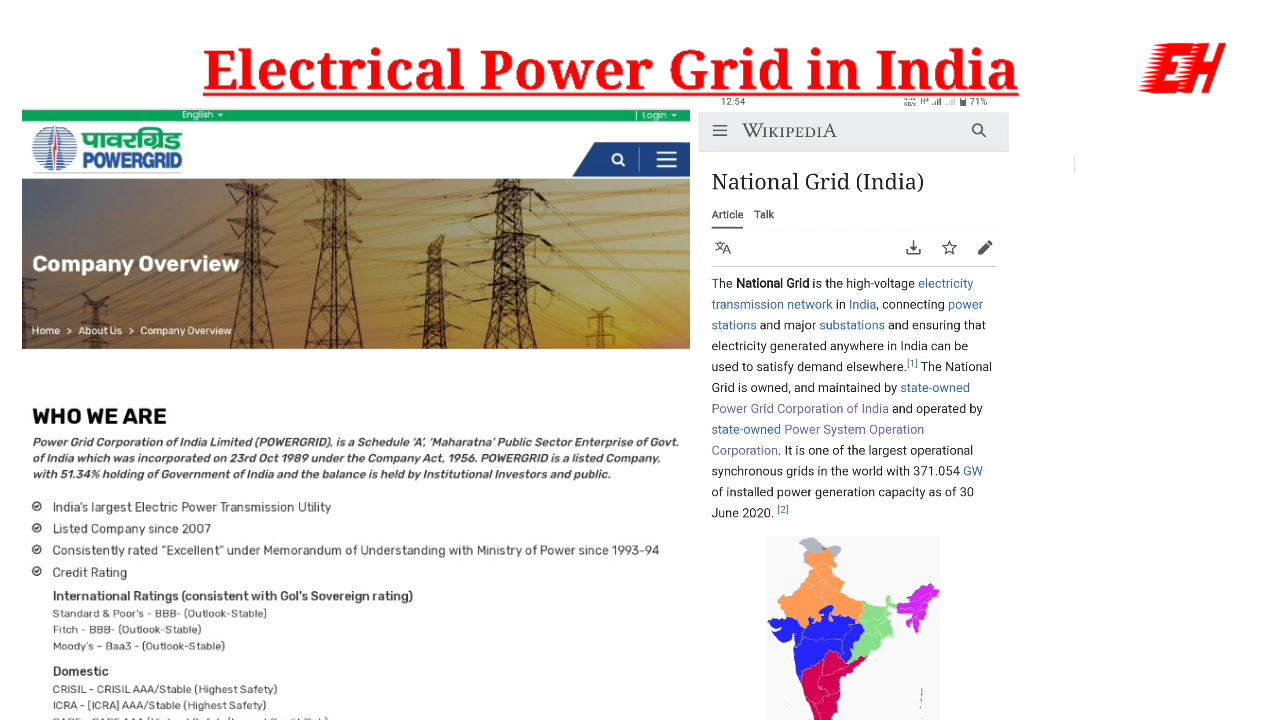 Electrical Power Grid in India
EH
English
Login
पावरग्रिड
POWERGRID
Company Overview
Home > About Us > Company Overview
WHO WE ARE
Power Grid Corporation of India Limited (POWERGRID), is a Schedule ‘A’, ‘Maharatna’ Public Sector Enterprise of Govt.
of India which was incorporated on 23rd Oct 1989 under the Company Act, 1956. POWERGRID is a listed Company,
with 51.34% holding of Government of India and the balance is held by Institutional Investors and public.
India’s largest Electric Power Transmission Utility
Listed Company since 2007
Consistently rated “Excellent” under Memorandum of Understanding with Ministry of Power since 1993-94
Credit Rating
International Ratings (consistent with GoI's Sovereign rating)
Standard & Poor’s - BBB- (Outlook-Stable)
Fitch - BBB- (Outlook-Stable)
Moody’s – Baa3 - (Outlook-Stable)
Domestic
CRISIL - CRISIL AAA/Stable (Highest Safety)
ICRA - [ICRA] AAA/Stable (Highest Safety)
12:54
H+ 71%
WIKIPEDIA
National Grid (India)
Article Talk
The National Grid is the high-voltage electricity
transmission network in India, connecting power
stations and major substations and ensuring that
electricity generated anywhere in India can be
used to satisfy demand elsewhere.[1] The National
Grid is owned, and maintained by state-owned
Power Grid Corporation of India and operated by
state-owned Power System Operation
Corporation. It is one of the largest operational
synchronous grids in the world with 371.054 GW
of installed power generation capacity as of 30
June 2020. [2]